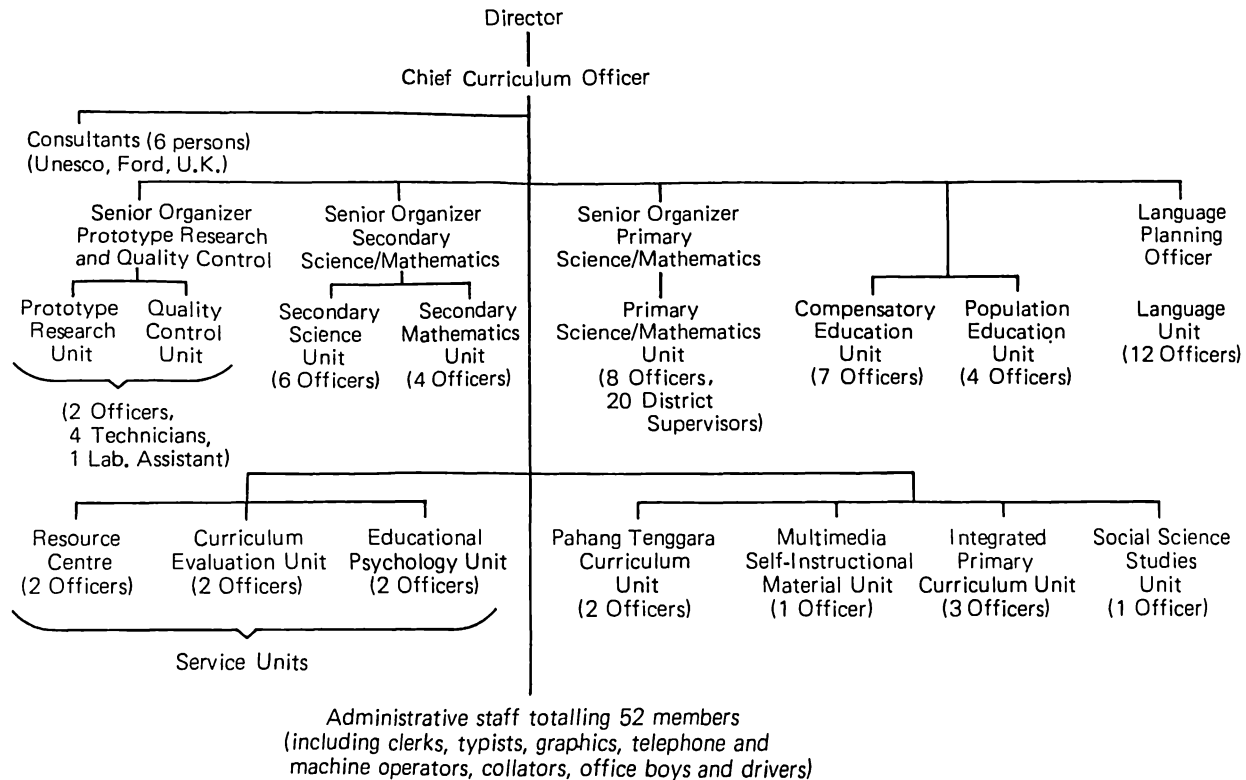 Director
Chief Curriculum Officer
Consultants (6 persons)
(Unesco, Ford, U.K.)
Senior Organizer
Prototype Research
and Quality Control
Senior Organizer
Secondary
Science/Mathematics
Senior Organizer
Primary
Science/Mathematics
Language
Planning
Officer
Prototype
Research
Unit
Quality
Control
Unit
(2 Officers,
4 Technicians,
1 Lab. Assistant)
Secondary
Science
Unit
(6 Officers)
Secondary
Mathematics
Unit
(4 Officers)
Primary
Science/Mathematics
Unit
(8 Officers,
20 District
Supervisors)
Compensatory
Education
Unit
(7 Officers)
Population
Education
Unit
(4 Officers)
Language
Unit
(12 Officers)
Resource
Centre
(2 Officers)
Curriculum
Evaluation Unit
(2 Officers)
Educational
Psychology Unit
(2 Officers)
Service Units
Pahang Tenggara
Curriculum
Unit
(2 Officers)
Multimedia
Self-Instructional
Material Unit
(1 Officer)
Integrated
Primary
Curriculum Unit
(3 Officers)
Social Science
Studies
Unit
(1 Officer)
Administrative staff totalling 52 members
(including clerks, typists, graphics, telephone and
machine operators, collators, office boys and drivers)